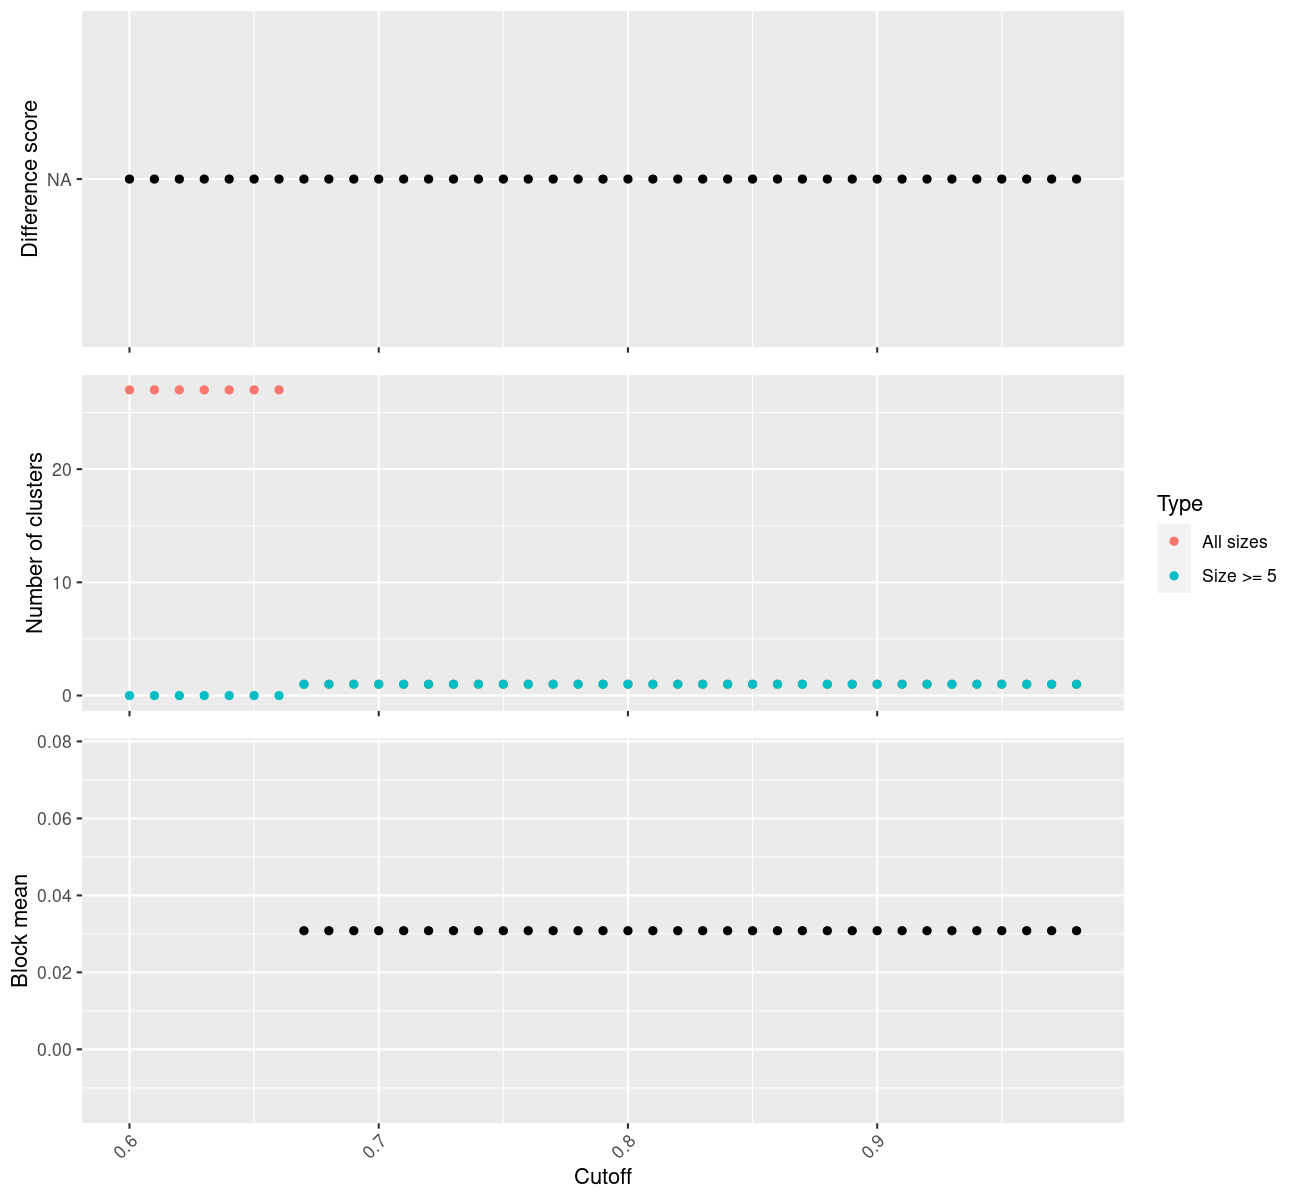 Difference score
NA
Number of clusters
20
10
0
Type
All sizes
Size >= 5
Block mean
0.08
0.06
0.04
0.02
0.00
0.6
0.7
0.8
0.9
Cutoff